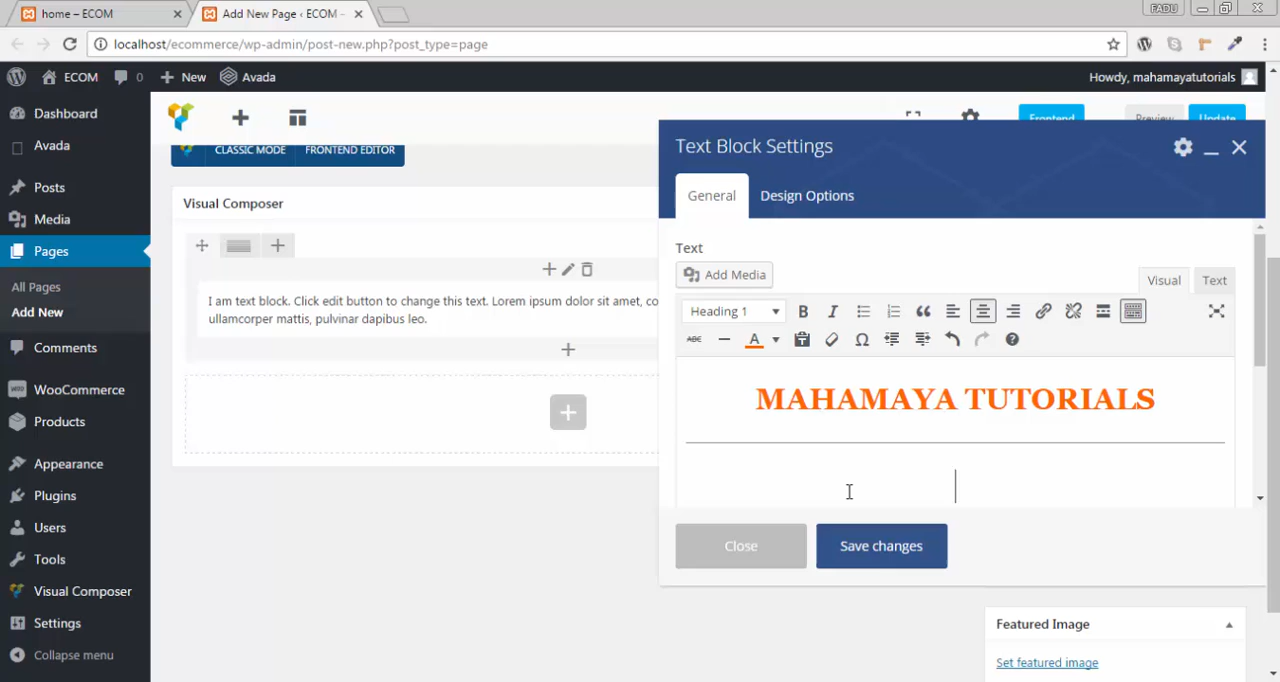 home – ECOM
Add New Page ‹ ECOM –
FADU
localhost/ecommerce/wp-admin/post-new.php?post_type=page
ECOM
0
New
Avada
Howdy, mahamayatutorials
Dashboard
Avada
Posts
Media
Pages
All Pages
Add New
Comments
WooCommerce
Products
Appearance
Plugins
Users
Tools
Visual Composer
Settings
Collapse menu
Frontend
Preview
Update
CLASSIC MODE
FRONTEND EDITOR
Visual Composer
I am text block. Click edit button to change this text. Lorem ipsum dolor sit amet, co
ullamcorper mattis, pulvinar dapibus leo.
Text Block Settings
General
Design Options
Text
Add Media
Visual
Text
Heading 1
B
I
ABC
A
Ω
MAHAMAYA TUTORIALS
Close
Save changes
Featured Image
Set featured image